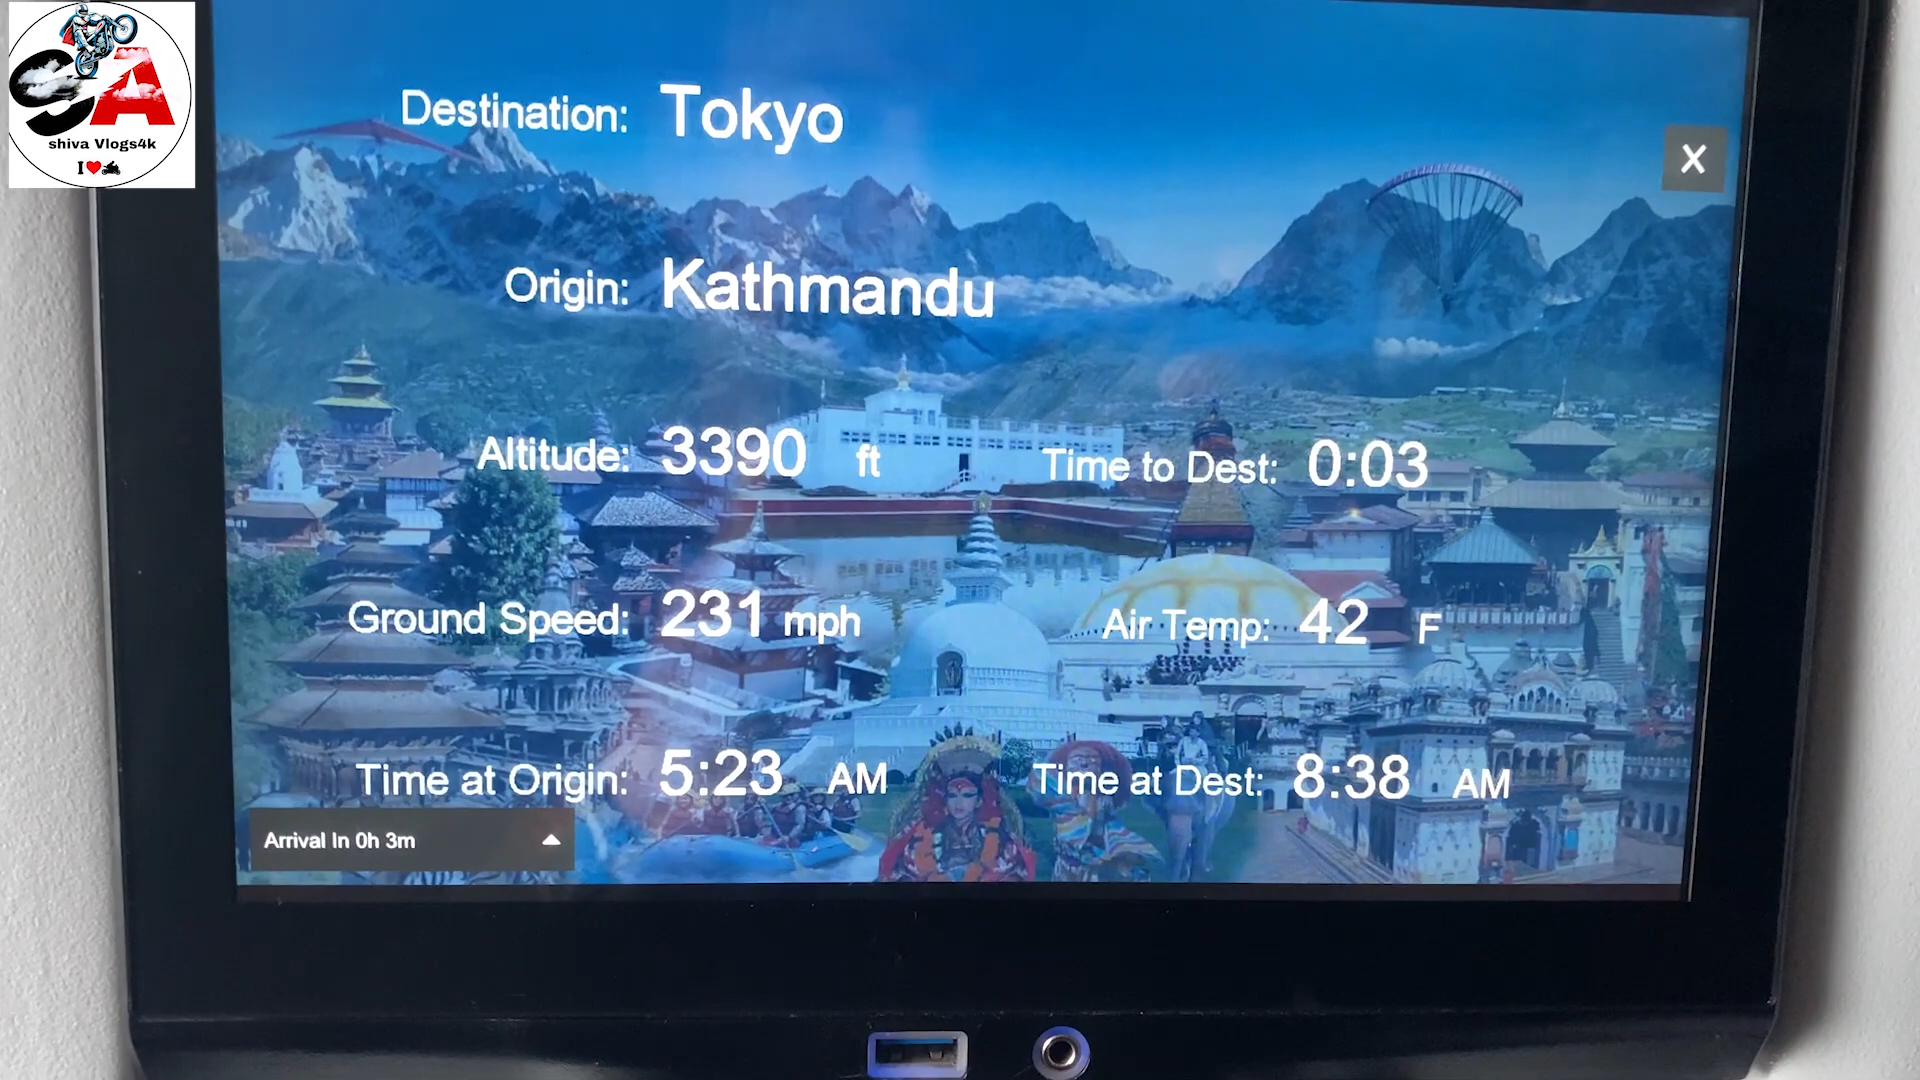 SA
shiva Vlogs4k
I
Destination: Tokyo
X
Origin: Kathmandu
Altitude: 3390 ft Time to Dest: 0:03
Ground Speed: 231 mph Air Temp: 42 F
Time at Origin: 5:23 AM Time at Dest: 8:38 AM
Arrival In 0h 3m